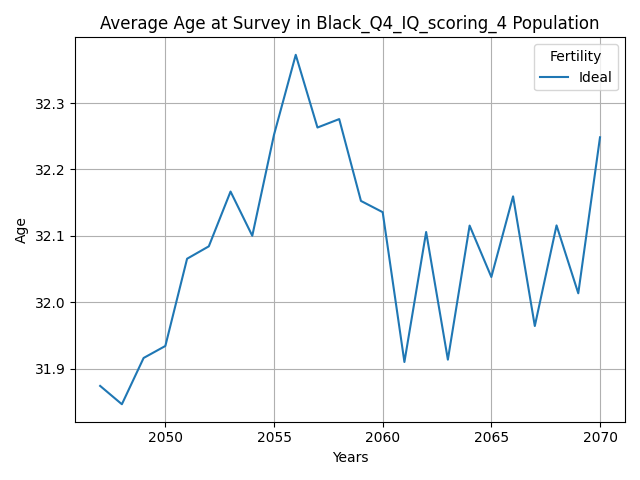 Average Age at Survey in Black_Q4_IQ_scoring_4 Population
Fertility
Ideal
32.3
32.2
32.1
32.0
31.9
Age
2050 2055 2060 2065 2070
Years